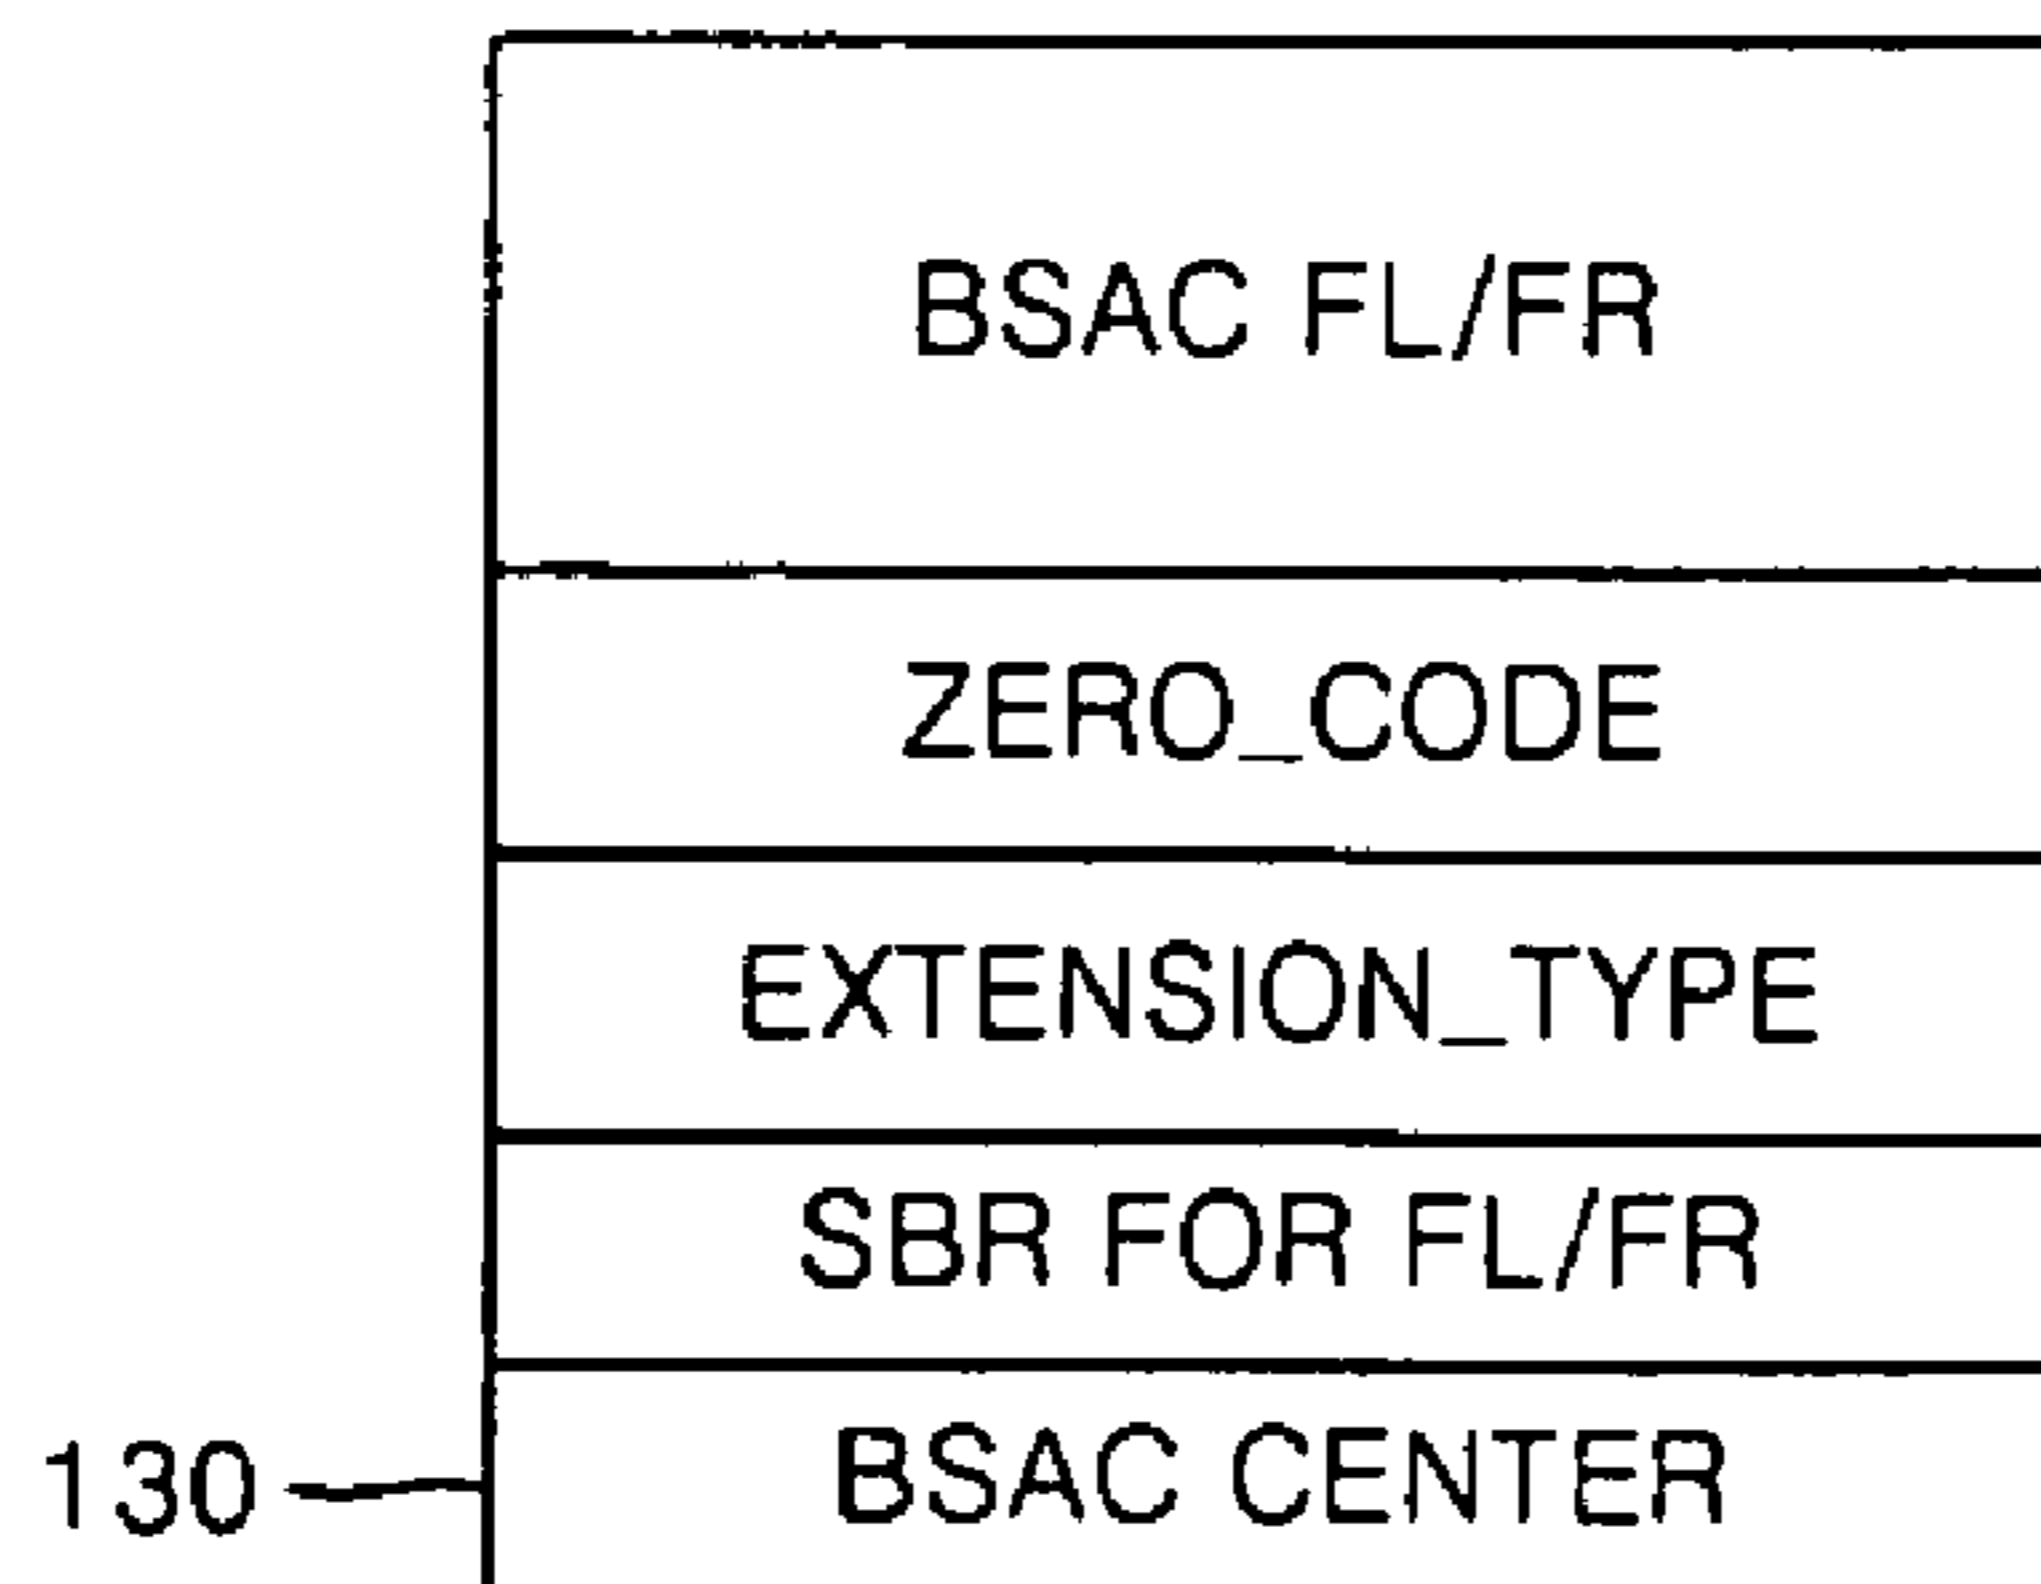 BSAC FL/FR
ZERO_CODE
EXTENSION_TYPE
SBR FOR FL/FR
130 BSAC CENTER